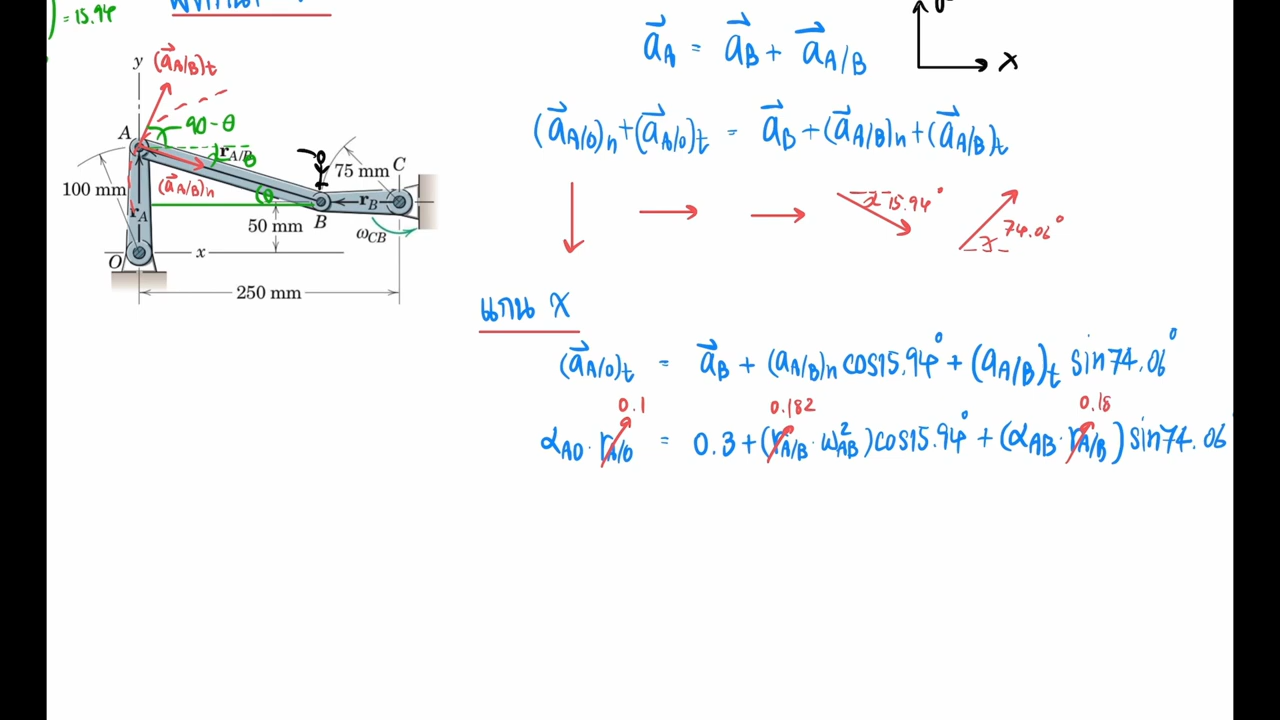 = 15.94
a⃗A = a⃗B + a⃗A/B
x
(a⃗A/O)n + (a⃗A/O)t = a⃗B + (a⃗A/B)n + (a⃗A/B)t
15.94°
74.06°
y
(a⃗A/B)t
A
90-θ
rA/B
θ
75 mm
C
100 mm
(a⃗A/B)n
θ
rA
rB
B
50 mm
ωCB
O
x
250 mm
แกน X
(a⃗A/O)t = a⃗B + (aA/B)n cos15.94° + (aA/B)t sin74.06°
0.1 0.182 0.18
αAO · rA/O = 0.3 + (rA/B · ω²AB) cos15.94° + (αAB · rA/B) sin74.06